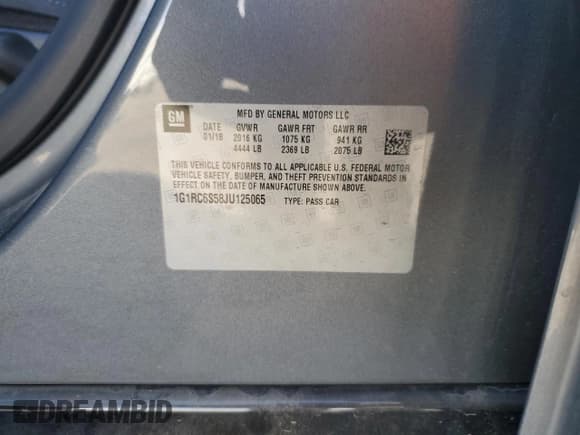 GM
MFD BY GENERAL MOTORS LLC
DATE GVWR GAWR FRT GAWR RR
01/18 2016 KG 1075 KG 941 KG
4444 LB 2369 LB 2075 LB
THIS VEHICLE CONFORMS TO ALL APPLICABLE U.S. FEDERAL MOTOR
VEHICLE SAFETY, BUMPER, AND THEFT PREVENTION STANDARDS IN
EFFECT ON THE DATE OF MANUFACTURE SHOWN ABOVE.
1G1RC6S58JU125065 TYPE: PASS CAR
DREAMBID